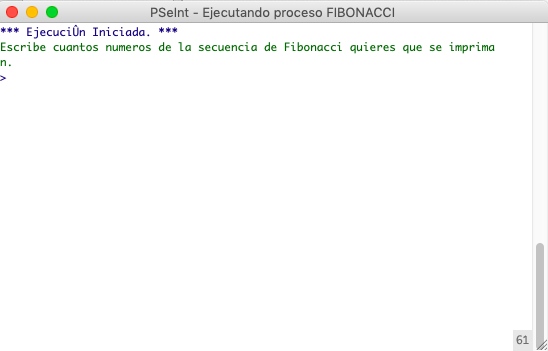 PSeInt - Ejecutando proceso FIBONACCI
*** EjecuciÛn Iniciada. ***
Escribe cuantos numeros de la secuencia de Fibonacci quieres que se imprima
n.
>
61